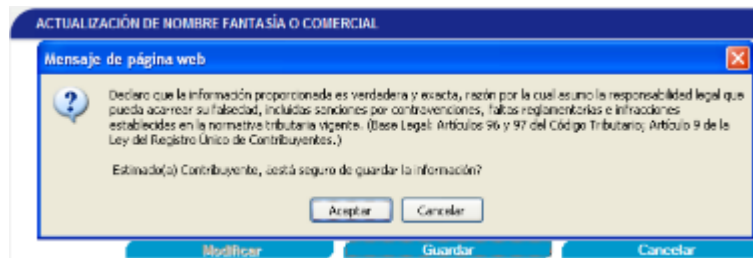 ACTUALIZACIÓN DE NOMBRE FANTASÍA O COMERCIAL
Mensaje de página web
Declaro que la información proporcionada es verdadera y exacta, razón por la cual asumo la responsabilidad legal que
pueda acarrear su falsedad, incluidas sanciones por contravenciones, faltas reglamentarias e infracciones
establecidas en la normativa tributaria vigente. (Base Legal: Artículos 96 y 97 del Código Tributario; Artículo 9 de la
Ley del Registro Único de Contribuyentes.)
Estimado(a) Contribuyente, ¿está seguro de guardar la información?
Aceptar Cancelar
Modificar Guardar Cancelar